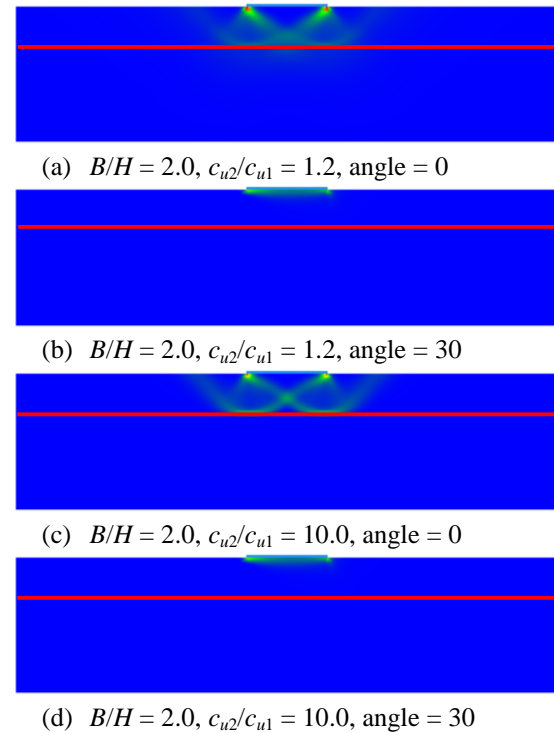 (a) B/H = 2.0, cu2/cu1 = 1.2, angle = 0
(b) B/H = 2.0, cu2/cu1 = 1.2, angle = 30
(c) B/H = 2.0, cu2/cu1 = 10.0, angle = 0
(d) B/H = 2.0, cu2/cu1 = 10.0, angle = 30